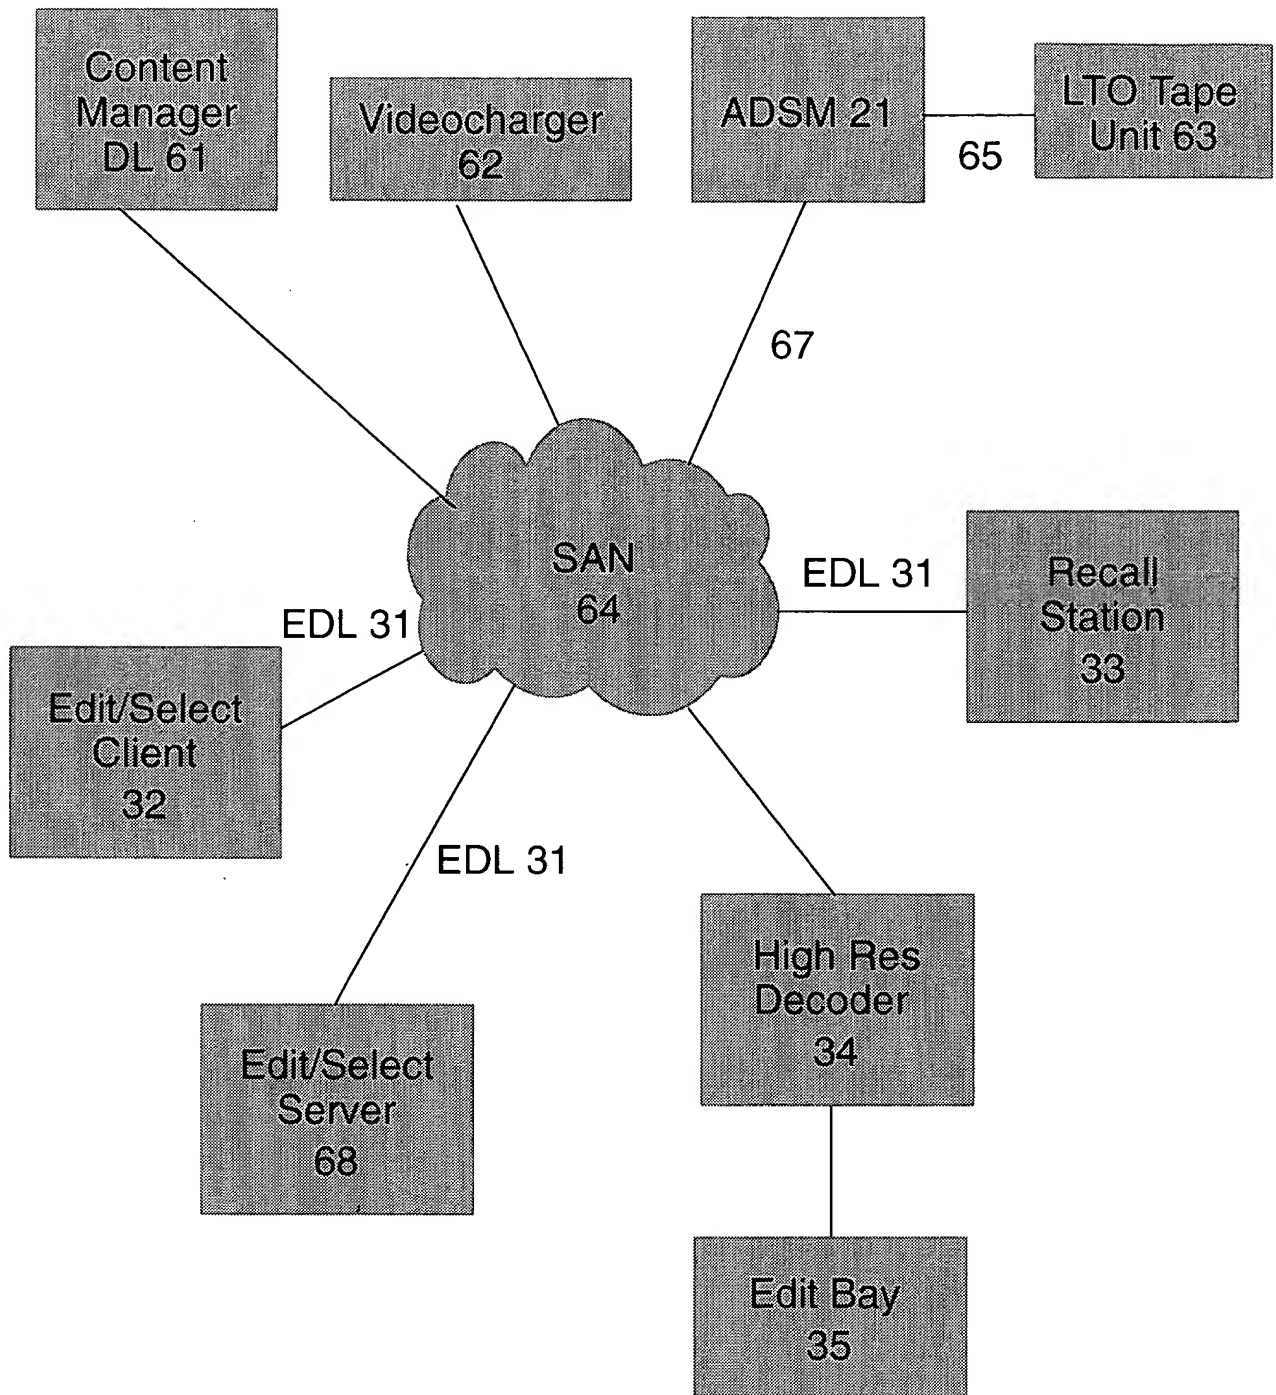 Content
Manager
DL 61
Videocharger
62
ADSM 21
65
LTO Tape
Unit 63
67
SAN
64
EDL 31
Recall
Station
33
EDL 31
Edit/Select
Client
32
EDL 31
Edit/Select
Server
68
High Res
Decoder
34
Edit Bay
35